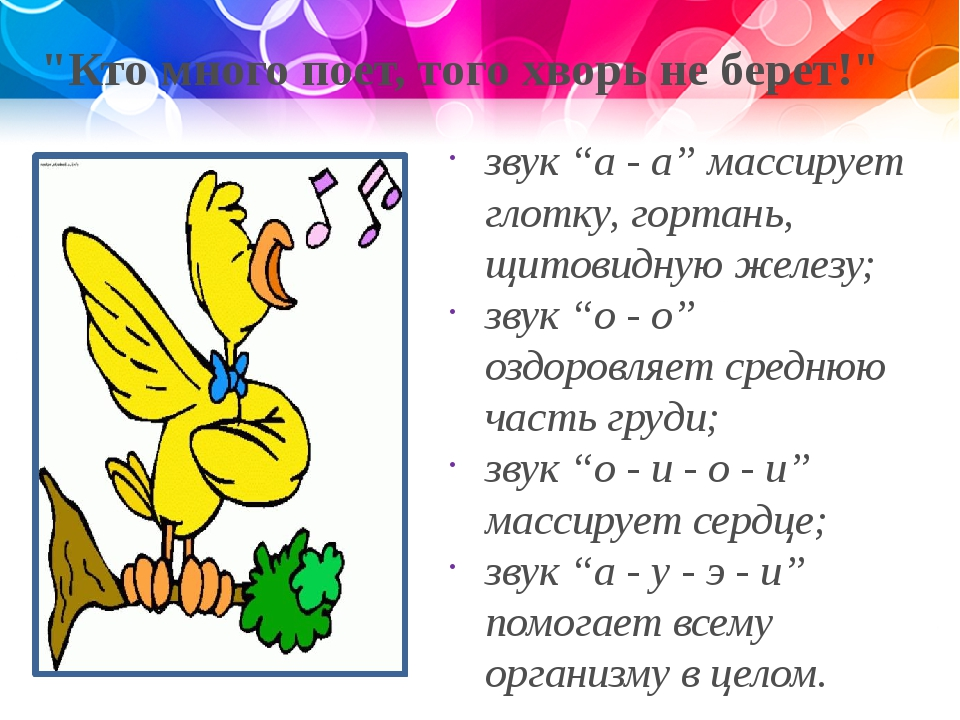 "Кто много поет, того хворь не берет!"
звук “а - а” массирует
глотку, гортань,
щитовидную железу;
звук “о - о”
оздоровляет среднюю
часть груди;
звук “о - и - о - и”
массирует сердце;
звук “а - у - э - и”
помогает всему
организму в целом.